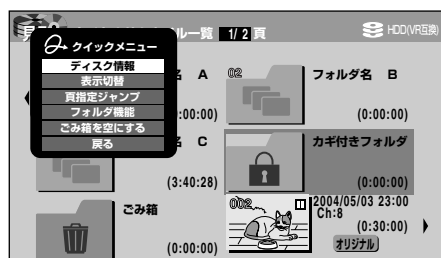 ル一覧 1/2 頁 HDD(VR互換)
クイックメニュー
ディスク情報
表示切替
頁指定ジャンプ
フォルダ機能
ごみ箱を空にする
戻る
名 A
:00:00)
02 フォルダ名 B
(0:00:00)
名 C
(3:40:28)
カギ付きフォルダ
(0:00:00)
ごみ箱
(0:00:00)
002
2004/05/03 23:00
Ch:8
(0:30:00)
オリジナル